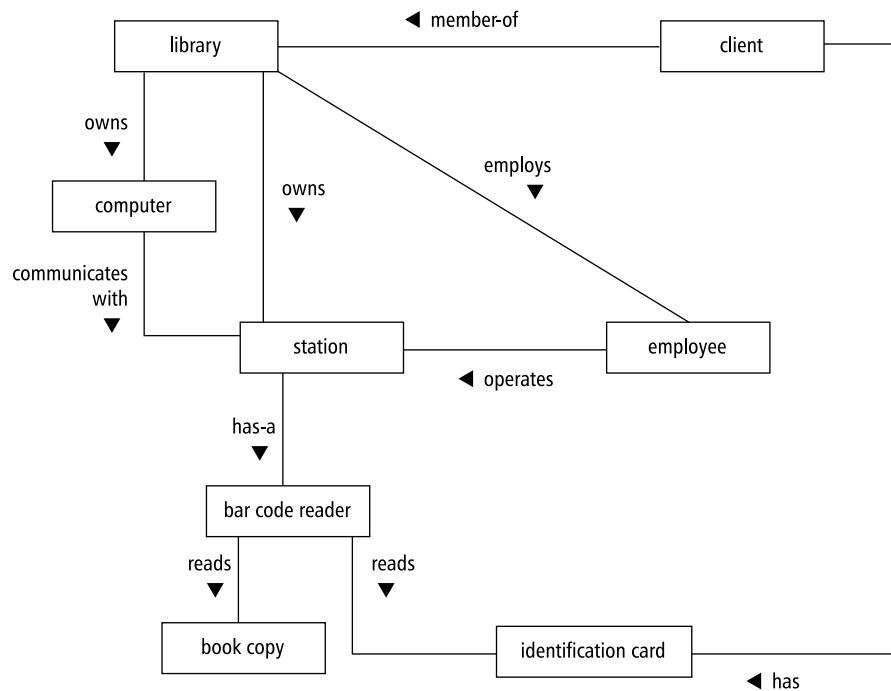 ◄ member-of
library
client
owns
▼
employs
▼
computer
owns
▼
communicates
with
▼
station
employee
◄ operates
has-a
▼
bar code reader
reads
▼
reads
▼
book copy
identification card
◄ has